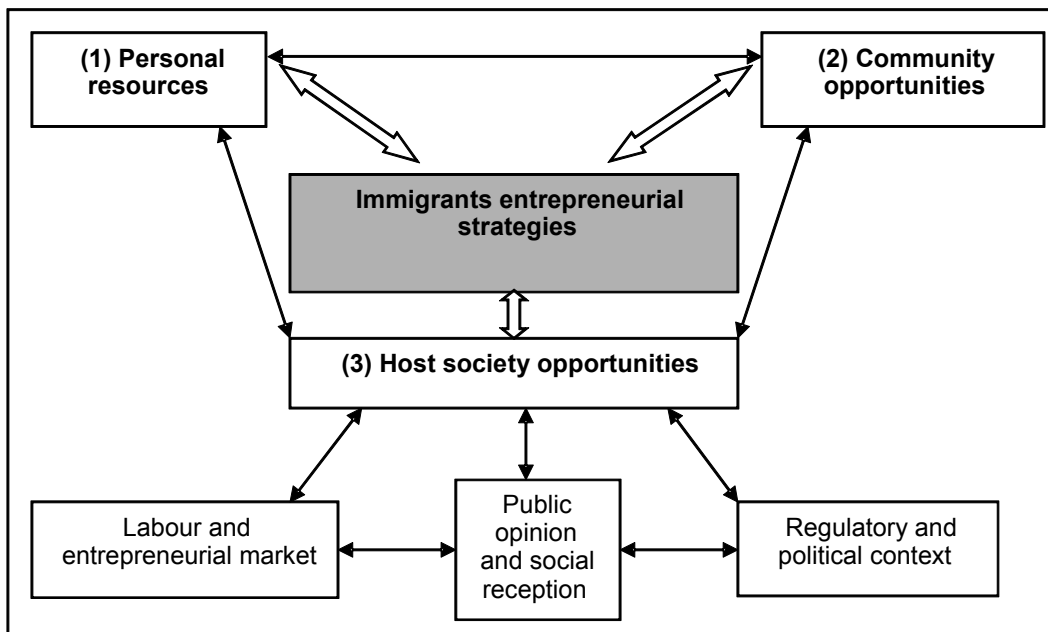 (1) Personal
resources
(2) Community
opportunities
Immigrants entrepreneurial
strategies
(3) Host society opportunities
Labour and
entrepreneurial market
Public
opinion
and social
reception
Regulatory and
political context